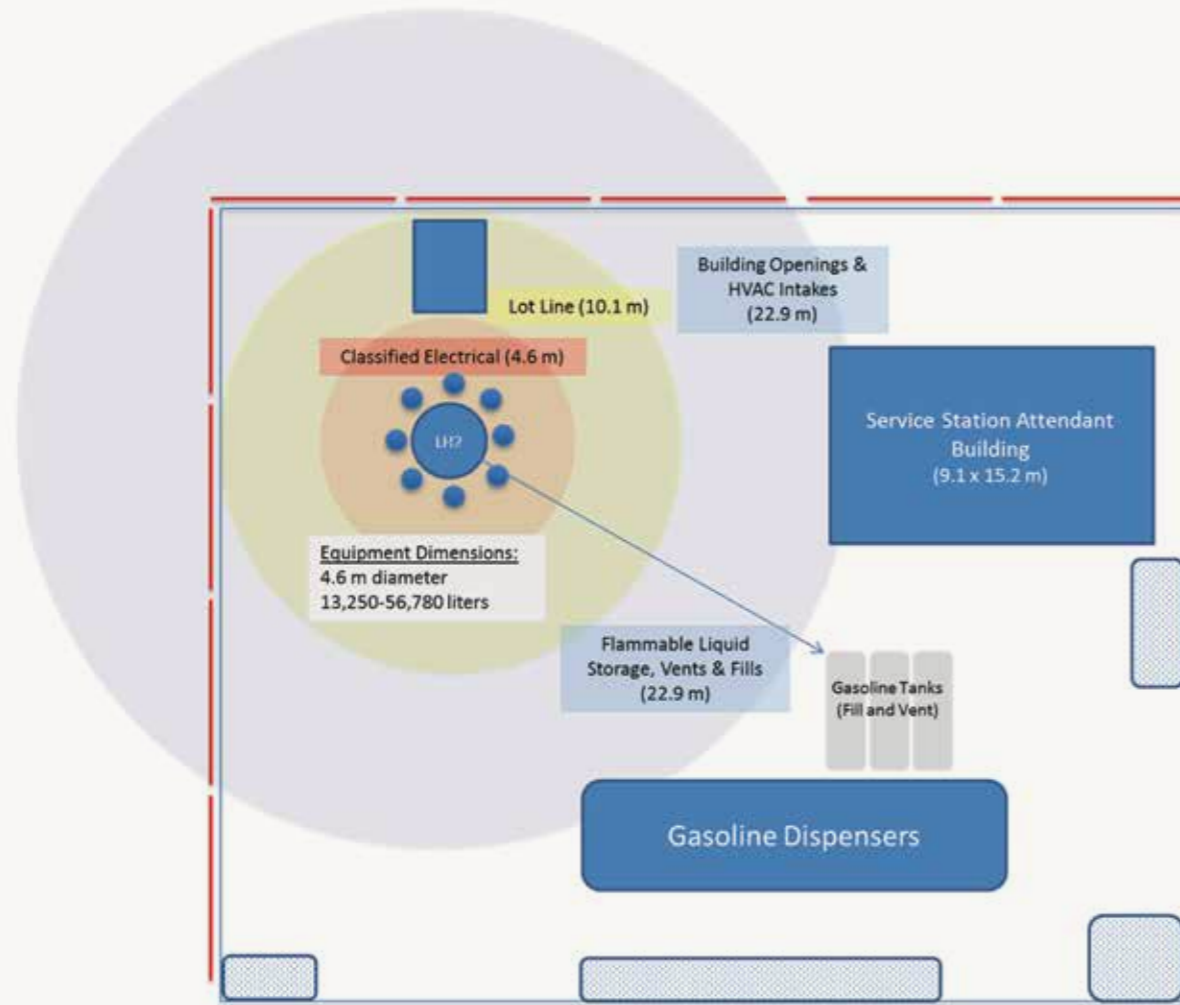 Building Openings &
HVAC Intakes
(22.9 m)
Lot Line (10.1 m)
Classified Electrical (4.6 m)
LH2
Service Station Attendant
Building
(9.1 x 15.2 m)
Equipment Dimensions:
4.6 m diameter
13,250-56,780 liters
Flammable Liquid
Storage, Vents & Fills
(22.9 m)
Gasoline Tanks
(Fill and Vent)
Gasoline Dispensers